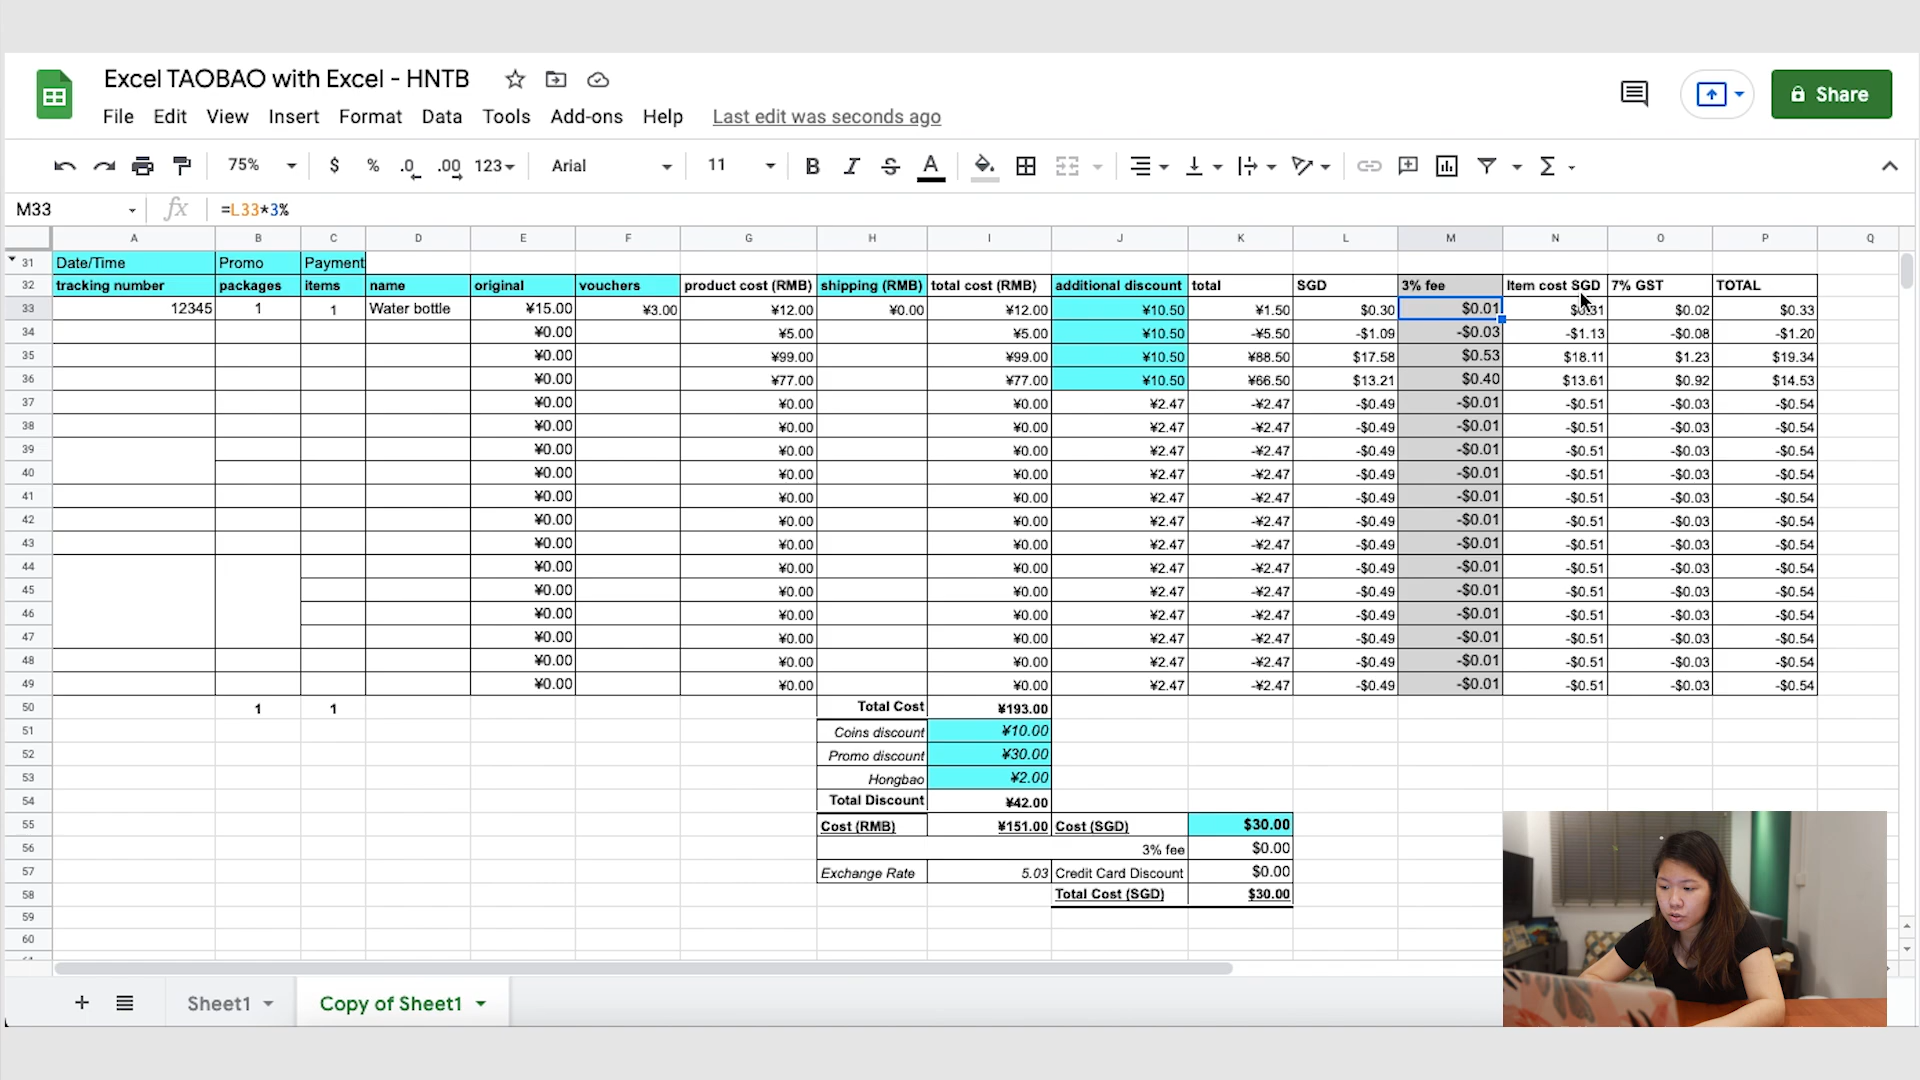 Excel TAOBAO with Excel - HNTB
Share
File Edit View Insert Format Data Tools Add-ons Help Last edit was seconds ago
75% $ % .0 .00 123 Arial 11 B I S A Σ
M33 fx =L33*3%
A B C D E F G H I J K L M N O P Q
31 Date/Time Promo Payment
32 tracking number packages items name original vouchers product cost (RMB) shipping (RMB) total cost (RMB) additional discount total SGD 3% fee Item cost SGD 7% GST TOTAL
33 12345 1 1 Water bottle ¥15.00 ¥3.00 ¥12.00 ¥0.00 ¥12.00 ¥10.50 ¥1.50 $0.30 $0.01 $0.31 $0.02 $0.33
34 ¥0.00 ¥5.00 ¥5.00 ¥10.50 -¥5.50 -$1.09 -$0.03 -$1.13 -$0.08 -$1.20
35 ¥0.00 ¥99.00 ¥99.00 ¥10.50 ¥88.50 $17.58 $0.53 $18.11 $1.23 $19.34
36 ¥0.00 ¥77.00 ¥77.00 ¥10.50 ¥66.50 $13.21 $0.40 $13.61 $0.92 $14.53
37 ¥0.00 ¥0.00 ¥0.00 ¥2.47 -¥2.47 -$0.49 -$0.01 -$0.51 -$0.03 -$0.54
38 ¥0.00 ¥0.00 ¥0.00 ¥2.47 -¥2.47 -$0.49 -$0.01 -$0.51 -$0.03 -$0.54
39 ¥0.00 ¥0.00 ¥0.00 ¥2.47 -¥2.47 -$0.49 -$0.01 -$0.51 -$0.03 -$0.54
40 ¥0.00 ¥0.00 ¥0.00 ¥2.47 -¥2.47 -$0.49 -$0.01 -$0.51 -$0.03 -$0.54
41 ¥0.00 ¥0.00 ¥0.00 ¥2.47 -¥2.47 -$0.49 -$0.01 -$0.51 -$0.03 -$0.54
42 ¥0.00 ¥0.00 ¥0.00 ¥2.47 -¥2.47 -$0.49 -$0.01 -$0.51 -$0.03 -$0.54
43 ¥0.00 ¥0.00 ¥0.00 ¥2.47 -¥2.47 -$0.49 -$0.01 -$0.51 -$0.03 -$0.54
44 ¥0.00 ¥0.00 ¥0.00 ¥2.47 -¥2.47 -$0.49 -$0.01 -$0.51 -$0.03 -$0.54
45 ¥0.00 ¥0.00 ¥0.00 ¥2.47 -¥2.47 -$0.49 -$0.01 -$0.51 -$0.03 -$0.54
46 ¥0.00 ¥0.00 ¥0.00 ¥2.47 -¥2.47 -$0.49 -$0.01 -$0.51 -$0.03 -$0.54
47 ¥0.00 ¥0.00 ¥0.00 ¥2.47 -¥2.47 -$0.49 -$0.01 -$0.51 -$0.03 -$0.54
48 ¥0.00 ¥0.00 ¥0.00 ¥2.47 -¥2.47 -$0.49 -$0.01 -$0.51 -$0.03 -$0.54
49 ¥0.00 ¥0.00 ¥0.00 ¥2.47 -¥2.47 -$0.49 -$0.01 -$0.51 -$0.03 -$0.54
50 1 1 Total Cost ¥193.00
51 Coins discount ¥10.00
52 Promo discount ¥30.00
53 Hongbao ¥2.00
54 Total Discount ¥42.00
55 Cost (RMB) ¥151.00 Cost (SGD) $30.00
56 3% fee $0.00
57 Exchange Rate 5.03 Credit Card Discount $0.00
58 Total Cost (SGD) $30.00
59
60
Sheet1 Copy of Sheet1